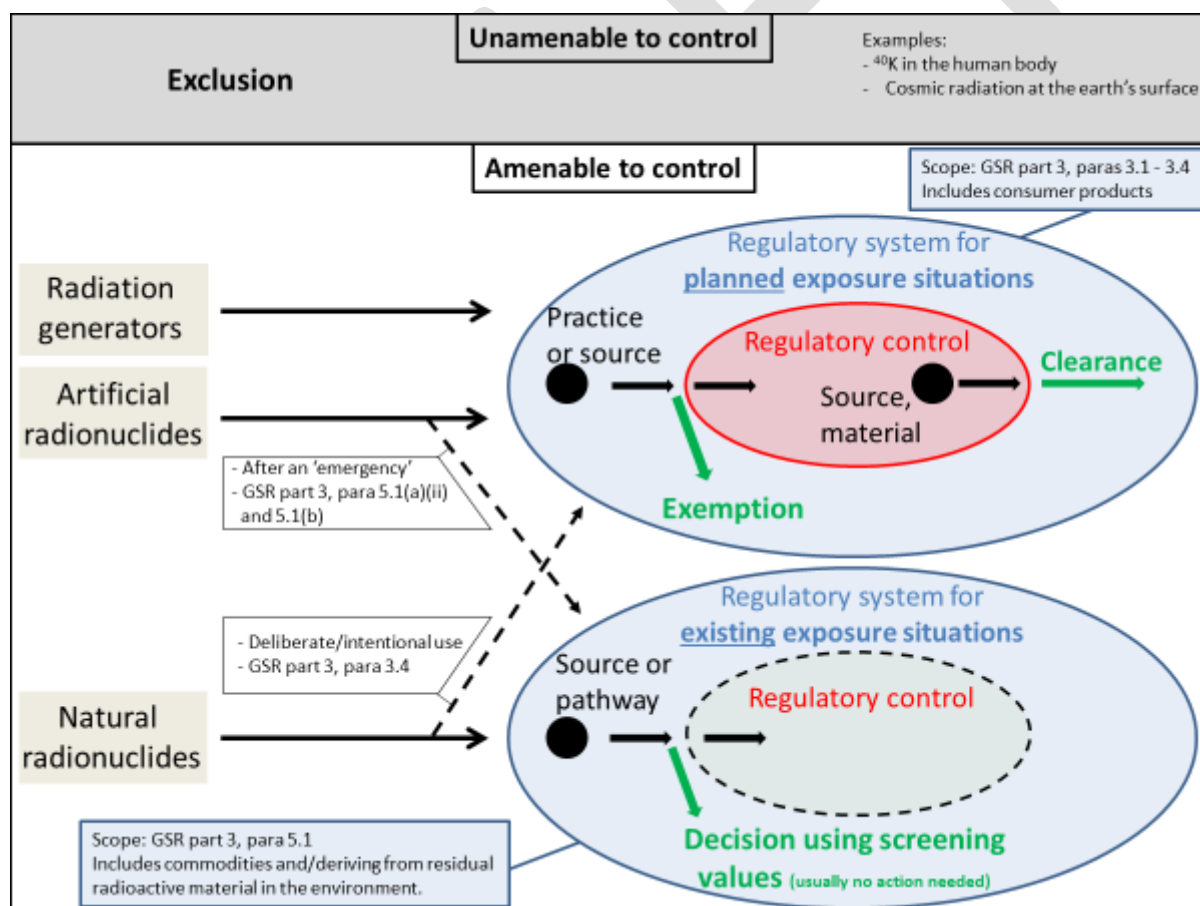 Unamenable to control
Exclusion
Examples:
- ⁴⁰K in the human body
- Cosmic radiation at the earth's surface
Amenable to control
Scope: GSR part 3, paras 3.1 - 3.4
Includes consumer products
Regulatory system for
planned exposure situations
Radiation
generators
Practice
or source
Regulatory control
Clearance
Artificial
radionuclides
Source,
material
- After an 'emergency'
- GSR part 3, para 5.1(a)(ii)
and 5.1(b)
Exemption
Regulatory system for
existing exposure situations
- Deliberate/intentional use
- GSR part 3, para 3.4
Source or
pathway
Regulatory control
Natural
radionuclides
Scope: GSR part 3, para 5.1
Includes commodities and/deriving from residual
radioactive material in the environment.
Decision using screening
values (usually no action needed)